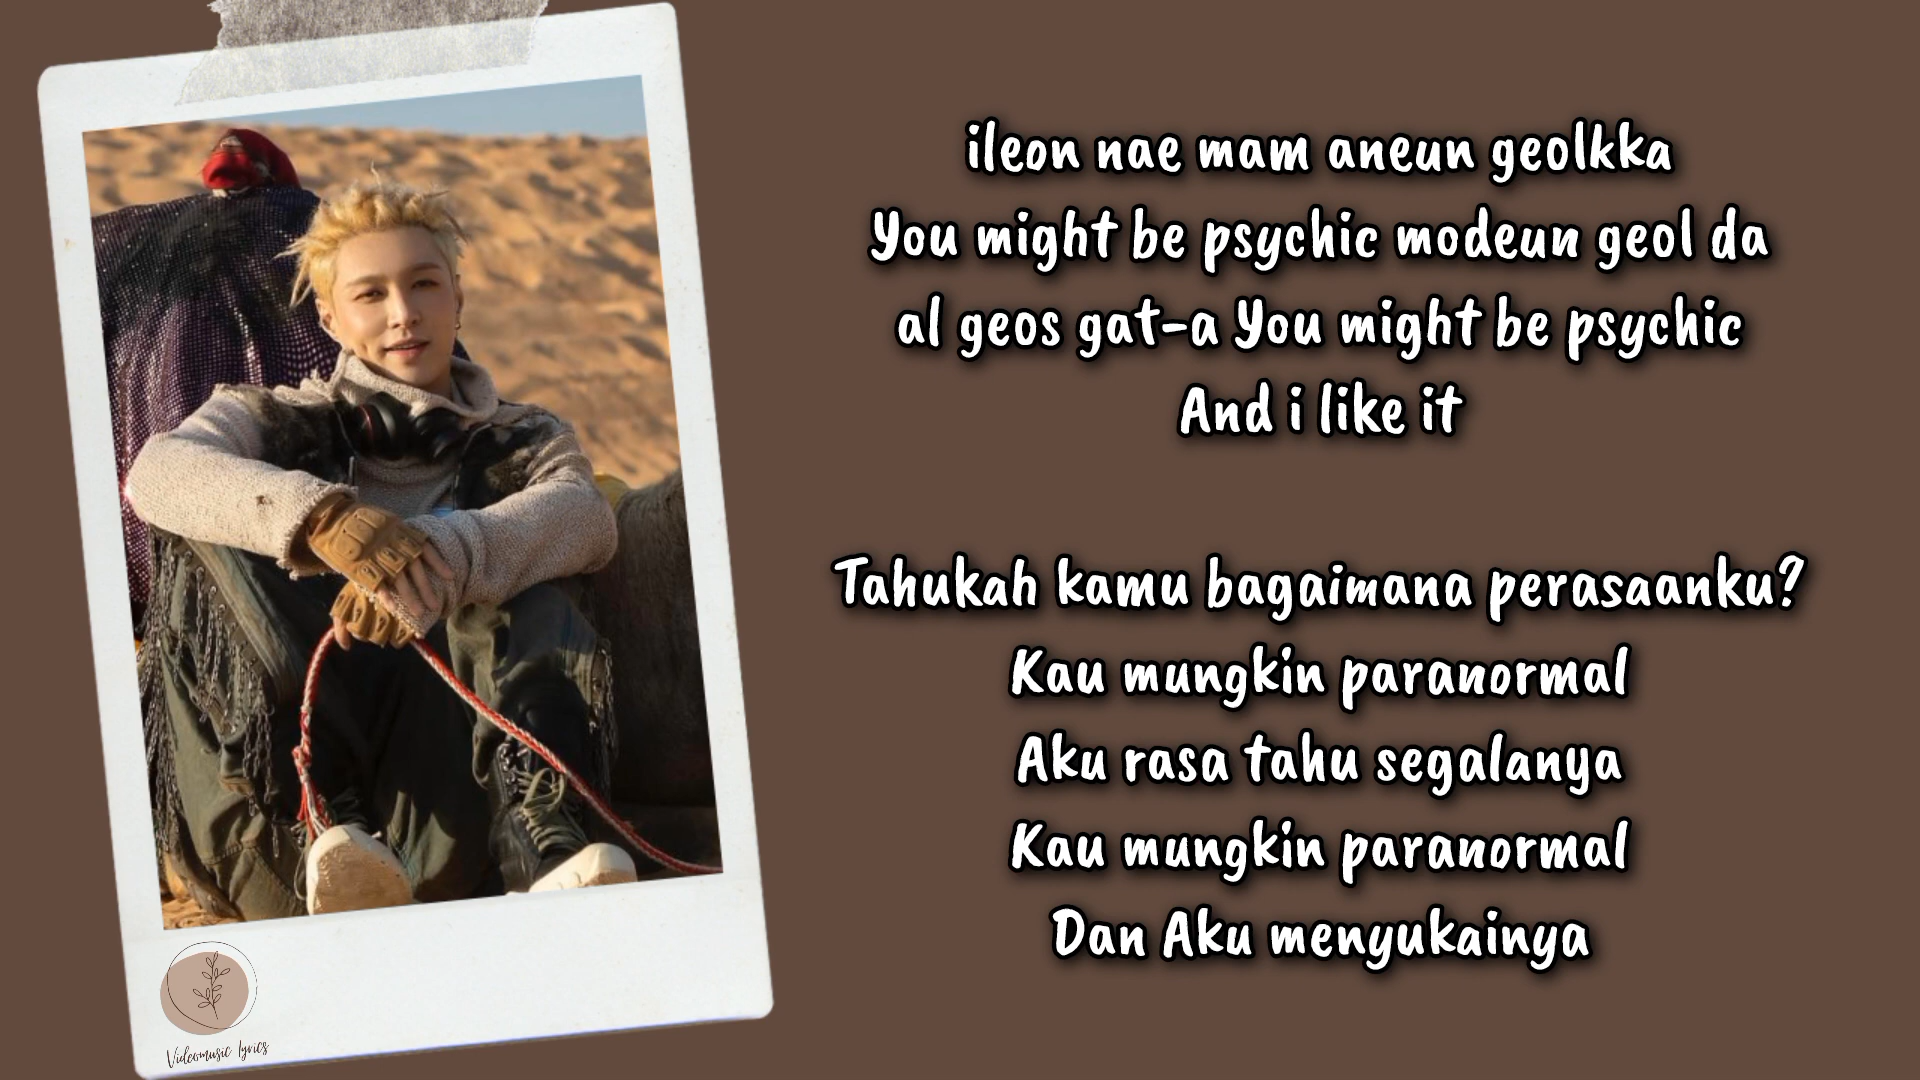 ileon nae mam aneun geolkka
You might be psychic modeun geol da
al geos gat-a You might be psychic
And i like it
Tahukah kamu bagaimana perasaanku?
Kau mungkin paranormal
Aku rasa tahu segalanya
Kau mungkin paranormal
Dan Aku menyukainya
Videomusic lyrics